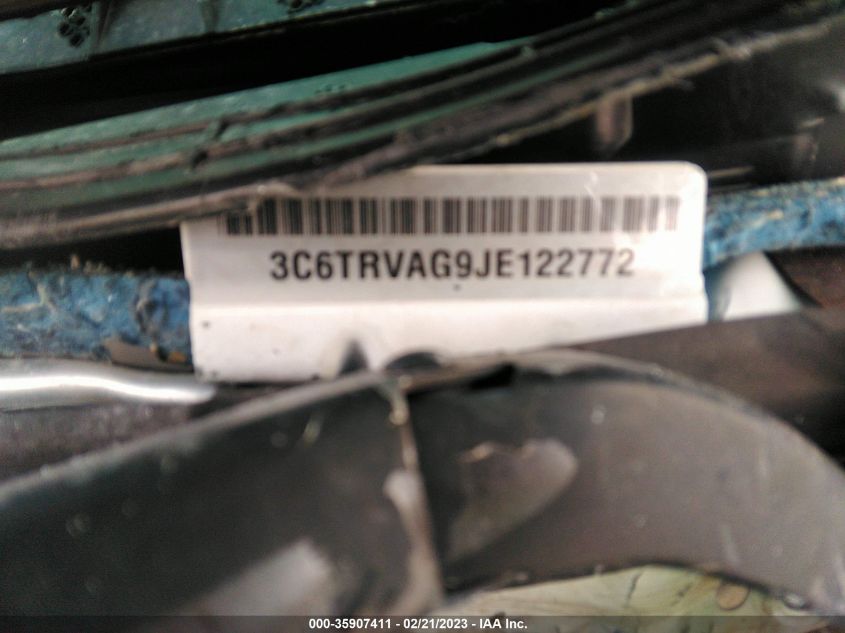 3C6TRVAG9JE122772
000-35907411 - 02/21/2023 - IAA Inc.